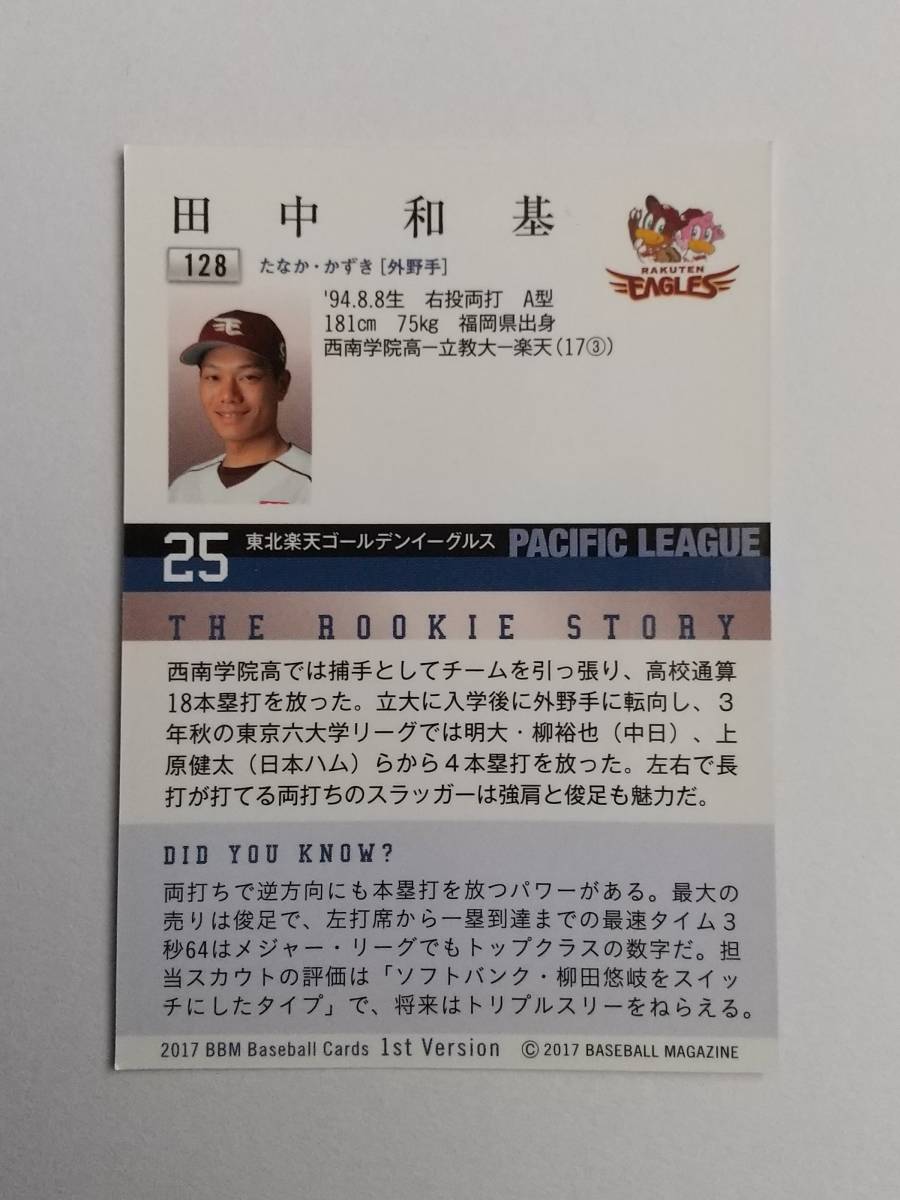 田中和基
128 たなか・かずき［外野手］
RAKUTEN
EAGLES
'94.8.8生 右投両打 A型
181cm 75kg 福岡県出身
西南学院高ー立教大ー楽天(17③)
25 東北楽天ゴールデンイーグルス PACIFIC LEAGUE
THE ROOKIE STORY
西南学院高では捕手としてチームを引っ張り、高校通算
18本塁打を放った。立大に入学後に外野手に転向し、３
年秋の東京六大学リーグでは明大・柳裕也（中日）、上
原健太（日本ハム）らから４本塁打を放った。左右で長
打が打てる両打ちのスラッガーは強肩と俊足も魅力だ。
DID YOU KNOW?
両打ちで逆方向にも本塁打を放つパワーがある。最大の
売りは俊足で、左打席から一塁到達までの最速タイム３
秒64はメジャー・リーグでもトップクラスの数字だ。担
当スカウトの評価は「ソフトバンク・柳田悠岐をスイッ
チにしたタイプ」で、将来はトリプルスリーをねらえる。
2017 BBM Baseball Cards 1st Version © 2017 BASEBALL MAGAZINE